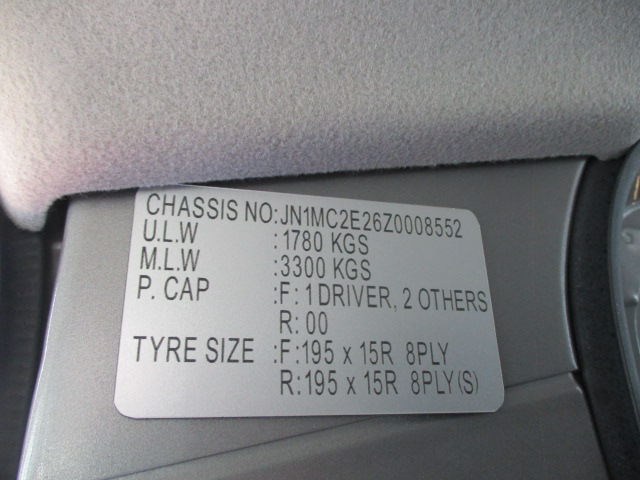 CHASSIS NO:JN1MC2E26Z0008552
U.L.W :1780 KGS
M.L.W :3300 KGS
P. CAP :F: 1 DRIVER, 2 OTHERS
R: 00
TYRE SIZE :F:195 x 15R 8PLY
R:195 x 15R 8PLY(S)